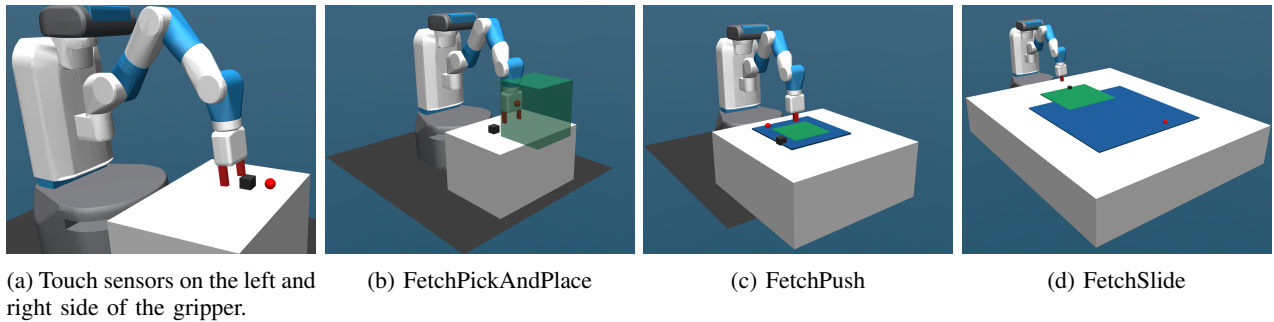 (a) Touch sensors on the left and
right side of the gripper.
(b) FetchPickAndPlace
(c) FetchPush
(d) FetchSlide